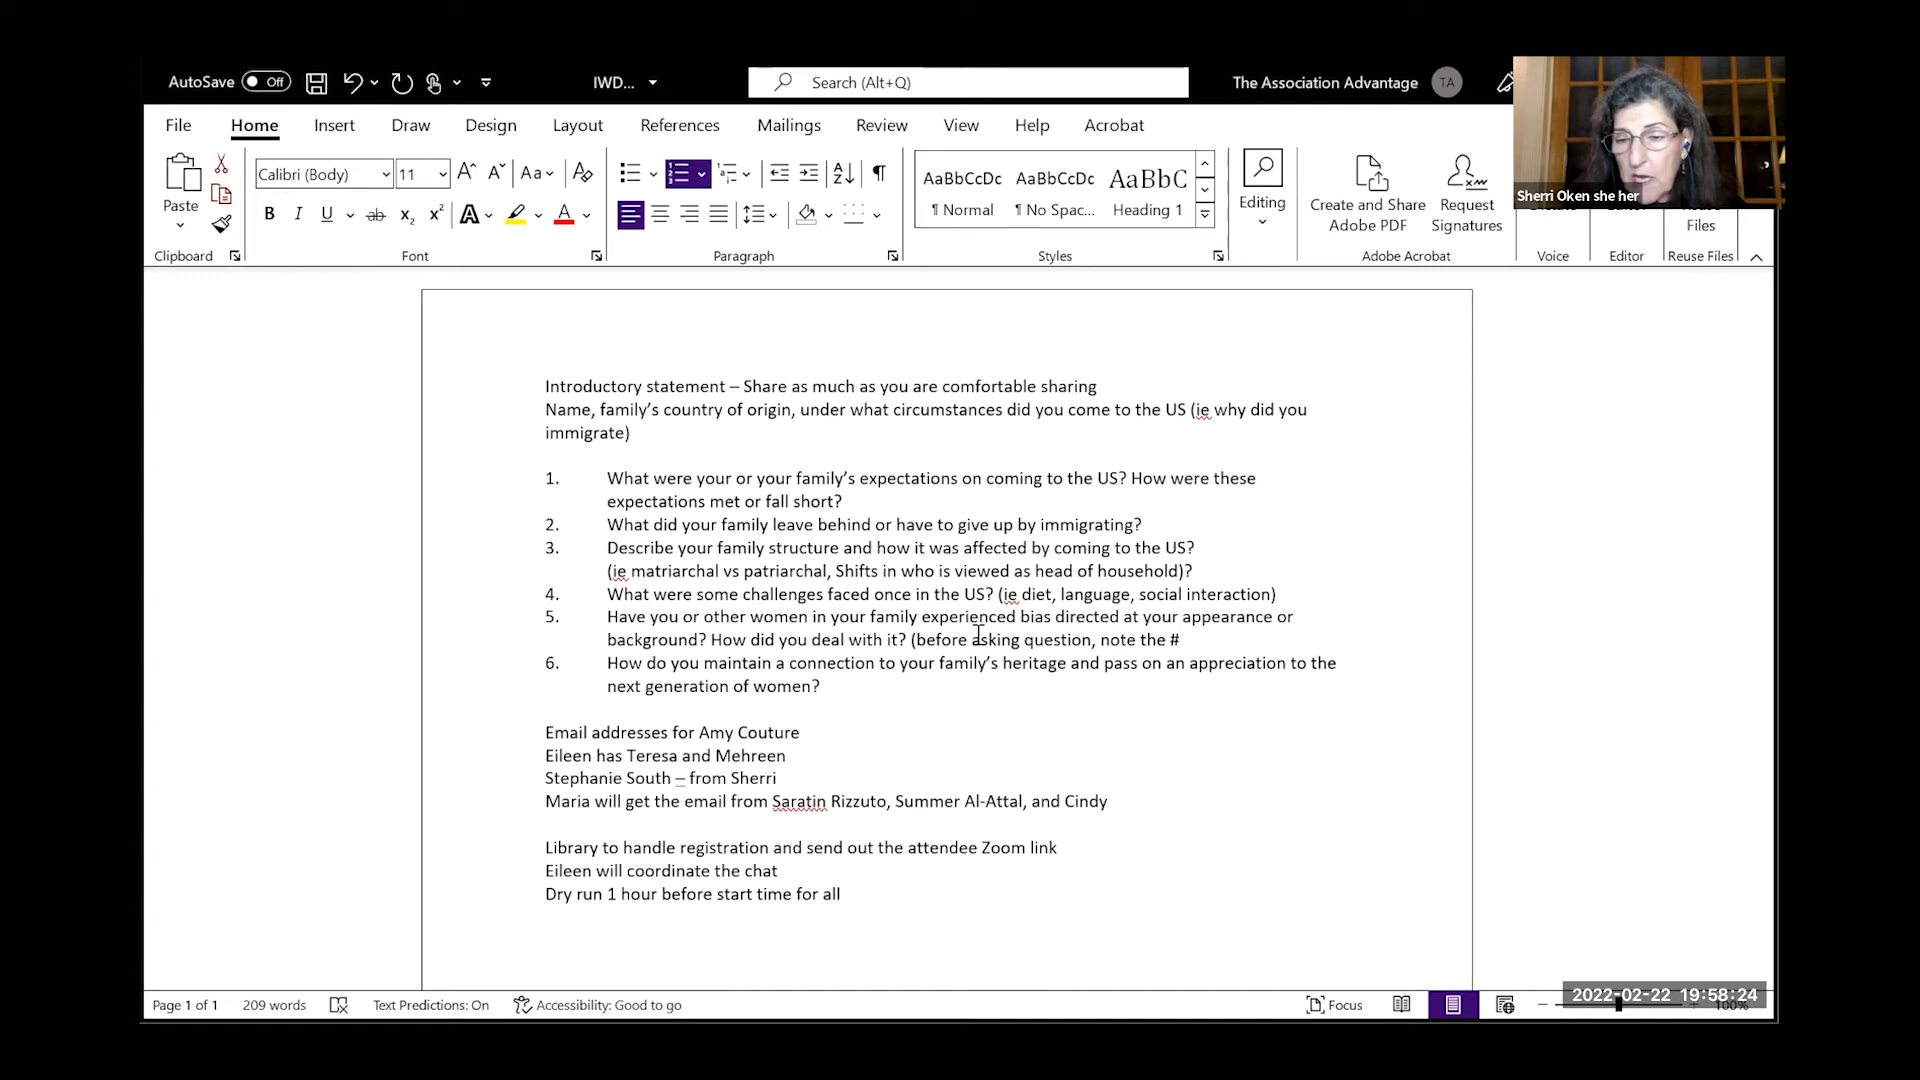 AutoSave Off IWD... Search (Alt+Q) The Association Advantage TA
File Home Insert Draw Design Layout References Mailings Review View Help Acrobat
Calibri (Body) 11 Aa
AaBbCcDc AaBbCcDc AaBbC
Paste
¶ Normal ¶ No Spac... Heading 1
Editing
Create and Share Adobe PDF
Request Signatures
Files
Sherri Oken she her
Clipboard Font Paragraph Styles Adobe Acrobat Voice Editor Reuse Files
Introductory statement – Share as much as you are comfortable sharing
Name, family's country of origin, under what circumstances did you come to the US (ie why did you
immigrate)
1. What were your or your family's expectations on coming to the US? How were these
expectations met or fall short?
2. What did your family leave behind or have to give up by immigrating?
3. Describe your family structure and how it was affected by coming to the US?
(ie matriarchal vs patriarchal, Shifts in who is viewed as head of household)?
4. What were some challenges faced once in the US? (ie diet, language, social interaction)
5. Have you or other women in your family experienced bias directed at your appearance or
background? How did you deal with it? (before asking question, note the #
6. How do you maintain a connection to your family's heritage and pass on an appreciation to the
next generation of women?
Email addresses for Amy Couture
Eileen has Teresa and Mehreen
Stephanie South – from Sherri
Maria will get the email from Saratin Rizzuto, Summer Al-Attal, and Cindy
Library to handle registration and send out the attendee Zoom link
Eileen will coordinate the chat
Dry run 1 hour before start time for all
Page 1 of 1 209 words Text Predictions: On Accessibility: Good to go Focus 100%
2022-02-22 19:58:24